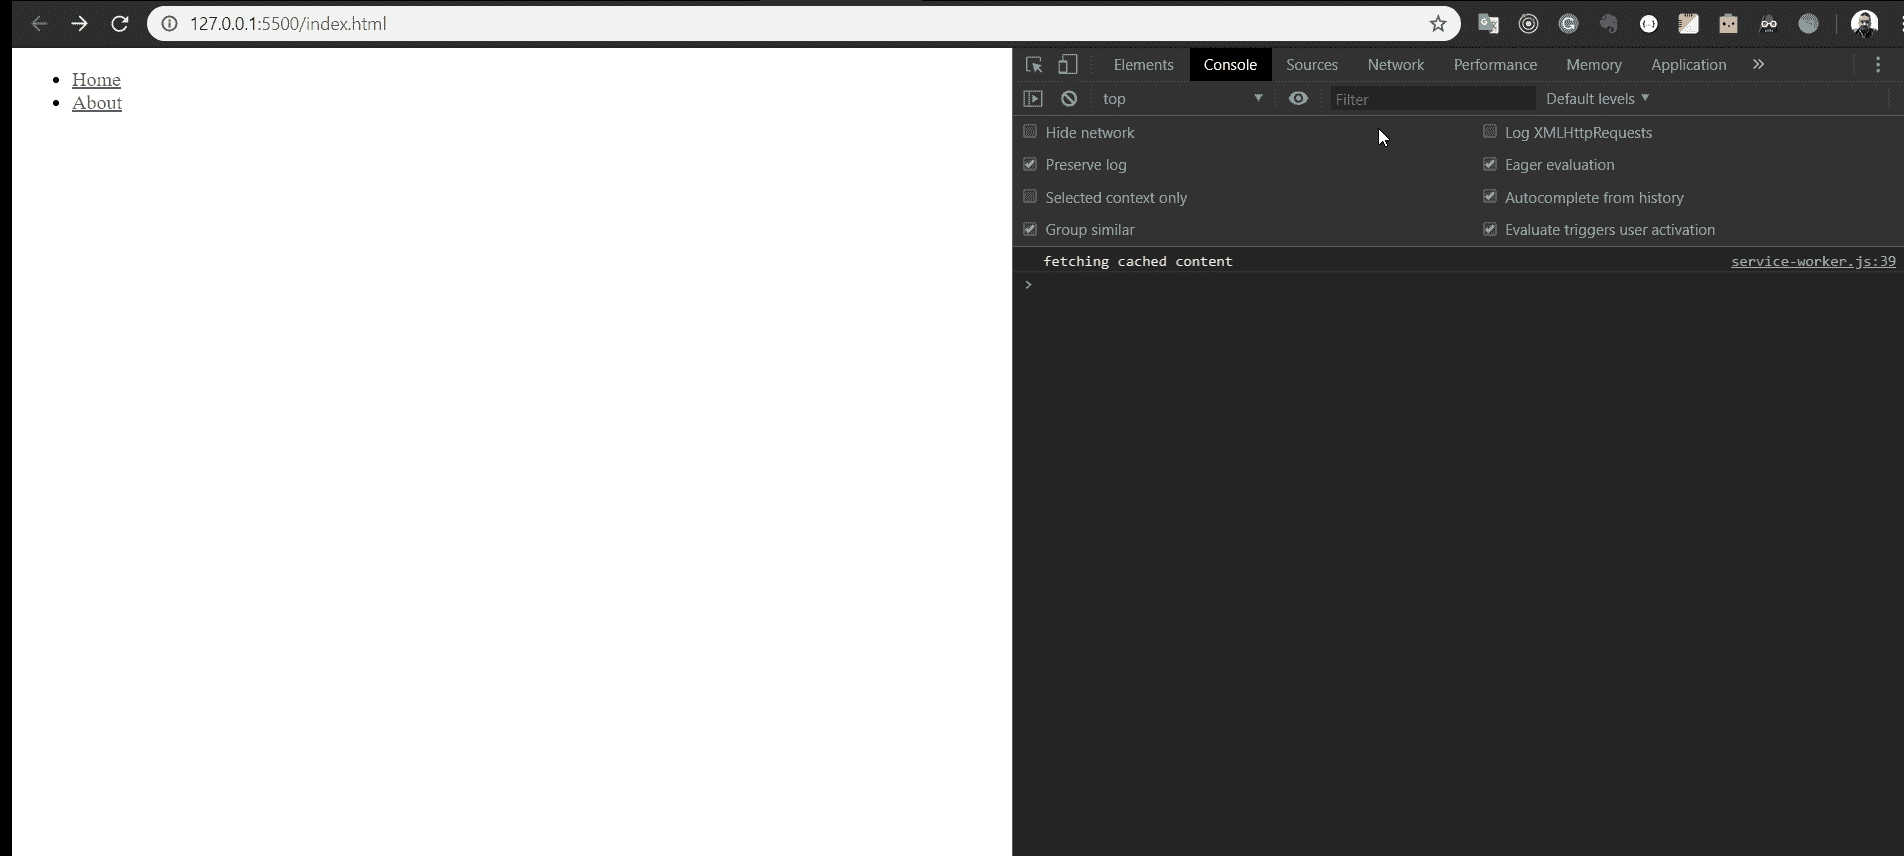 127.0.0.1:5500/index.html
Home
About
Elements Console Sources Network Performance Memory Application
top Filter Default levels
Hide network Log XMLHttpRequests
Preserve log Eager evaluation
Selected context only Autocomplete from history
Group similar Evaluate triggers user activation
fetching cached content service-worker.js:39